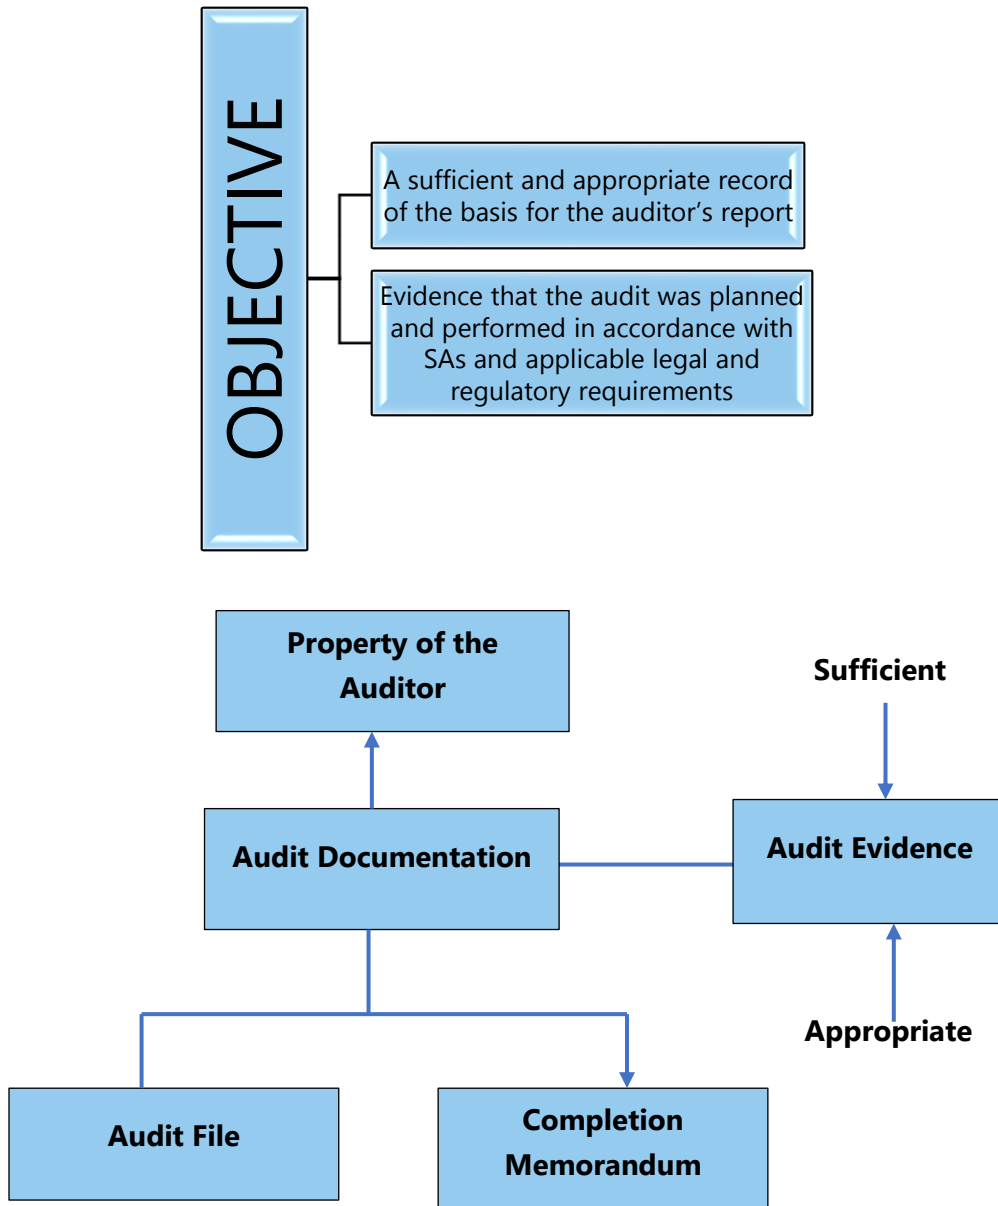 OBJECTIVE
A sufficient and appropriate record
of the basis for the auditor’s report
Evidence that the audit was planned
and performed in accordance with
SAs and applicable legal and
regulatory requirements
Property of the
Auditor
Sufficient
Audit Documentation
Audit Evidence
Appropriate
Audit File
Completion
Memorandum